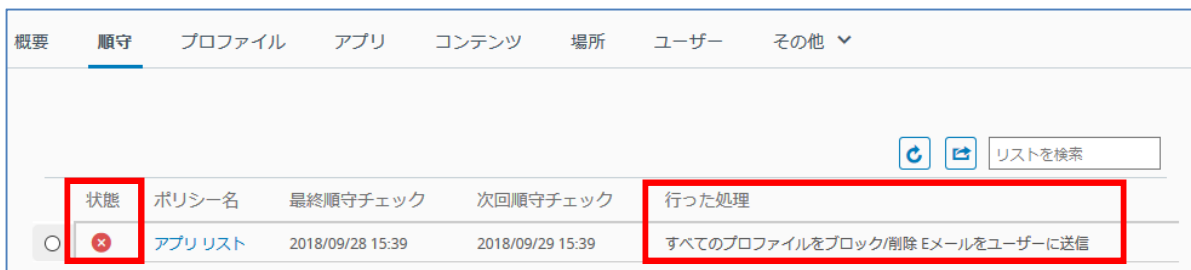 概要 順守 プロファイル アプリ コンテンツ 場所 ユーザー その他
リストを検索
状態 ポリシー名 最終順守チェック 次回順守チェック 行った処理
アプリ リスト 2018/09/28 15:39 2018/09/29 15:39 すべてのプロファイルをブロック/削除 Eメールをユーザーに送信